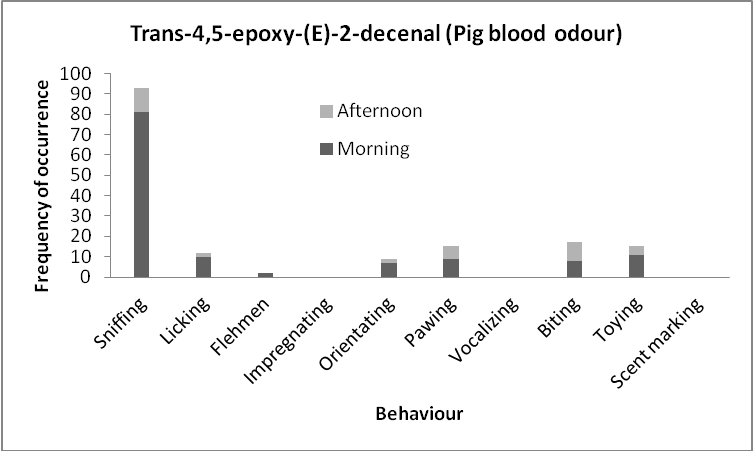 Trans-4,5-epoxy-(E)-2-decenal (Pig blood odour)
Frequency of occurrence
100
90
80
70
60
50
40
30
20
10
0
Afternoon
Morning
Sniffing
Licking
Flehmen
Impregnating
Orientating
Pawing
Vocalizing
Biting
Toying
Scent marking
Behaviour